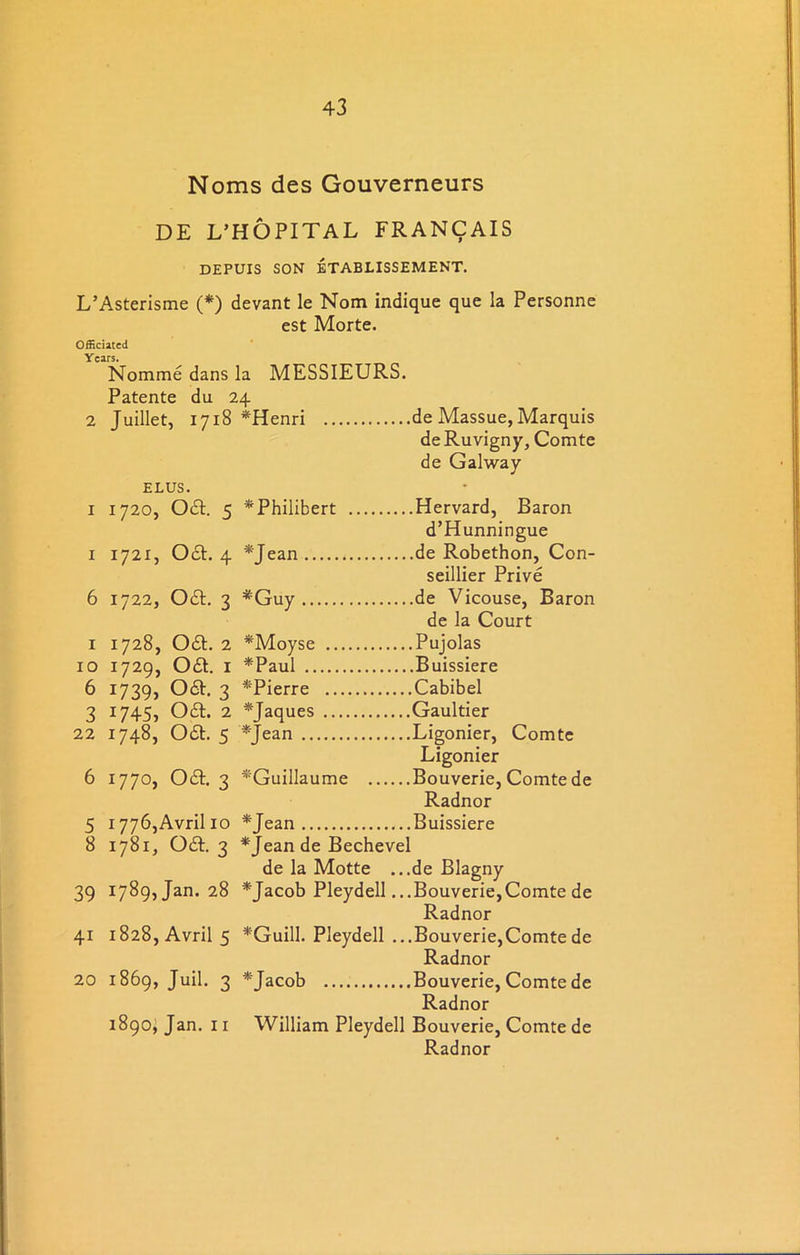 43
Noms des Gouverneurs
DE L'HÔPITAL FRANÇAIS
DEPUIS SON ÉTABLISSEMENT.
L'Asterisme (*) devant le Nom indique que la Personne
est Morte.
Officiated
Years.
Nommé dans la MESSIEURS.
Patente du 24
2 Juillet, 1718 *Henri ............de Massue, Marquis
de Ruvigny, Comte
de Galway
ELUS.
1 1720, Oct. 5 *Philibert .........Hervard, Baron
d'Hunningue
1 1721, Oct. 4 *Jean...............de Robethon, Con-
seillier Privé
6 1722, Oct. 3 *Guy...............de Vicouse, Baron
de la Court
1 1728, Oct. 2 *Moyse ............Pujolas
10 1729, Oct. 1 *Paul ...............Buissiere
6 1739, Oct. 3 *Pierre ............Cabibel
3 1745, Oct. 2 *Jaques............Gaultier
22 1748, Oct. 5 *Jean...............Ligonier, Comte
Ligonier
6 1770, Oct. 3 *Guillaume ......Bouverie, Comte de
Radnor
5 1776, Avril 10 *Jean...............Buissiere
8 1781, Oct. 3 *Jean de Bechevel
de la Motte ...de Blagny
39 1789, Jan. 28 *Jacob Pleydell...Bouverie, Comte de
Radnor
41 1828, Avril 5 *Guill. Pleydell ...Bouverie, Comte de
Radnor
20 1869, Juil. 3 *Jacob ............Bouverie, Comte de
Radnor
1890, Jan. 11 William Pleydell Bouverie, Comte de
Radnor